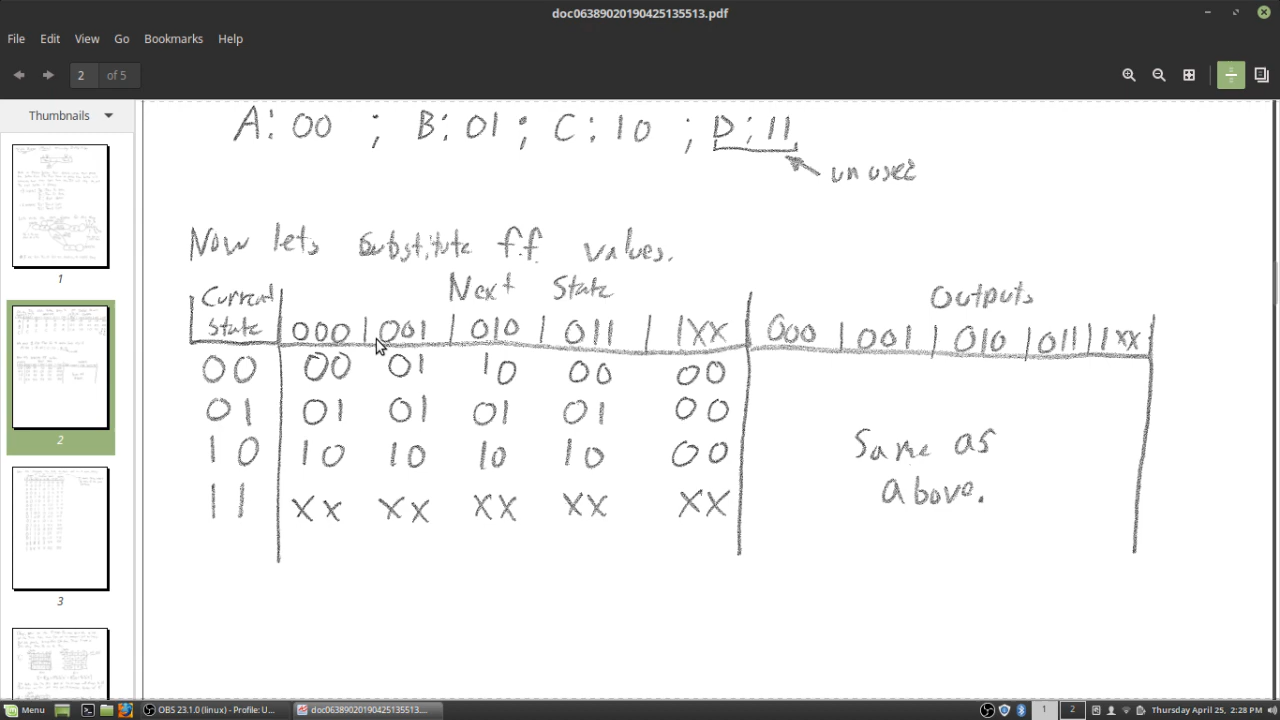 doc06389020190425135513.pdf
File Edit View Go Bookmarks Help
2 of 5
Thumbnails
1
2
3
A: 00 ; B: 01 ; C: 10 ; D: 11
unused
Now lets substitute f.f. values.
Current State Next State Outputs
000 001 010 011 1XX 000 001 010 011 1XX
00 00 01 10 00 00
01 01 01 01 01 00
10 10 10 10 10 00
11 XX XX XX XX XX
Same as
above.
Menu OBS 23.1.0 (linux) - Profile: U... doc06389020190425135513.... 1 2 Thursday April 25, 2:28 PM